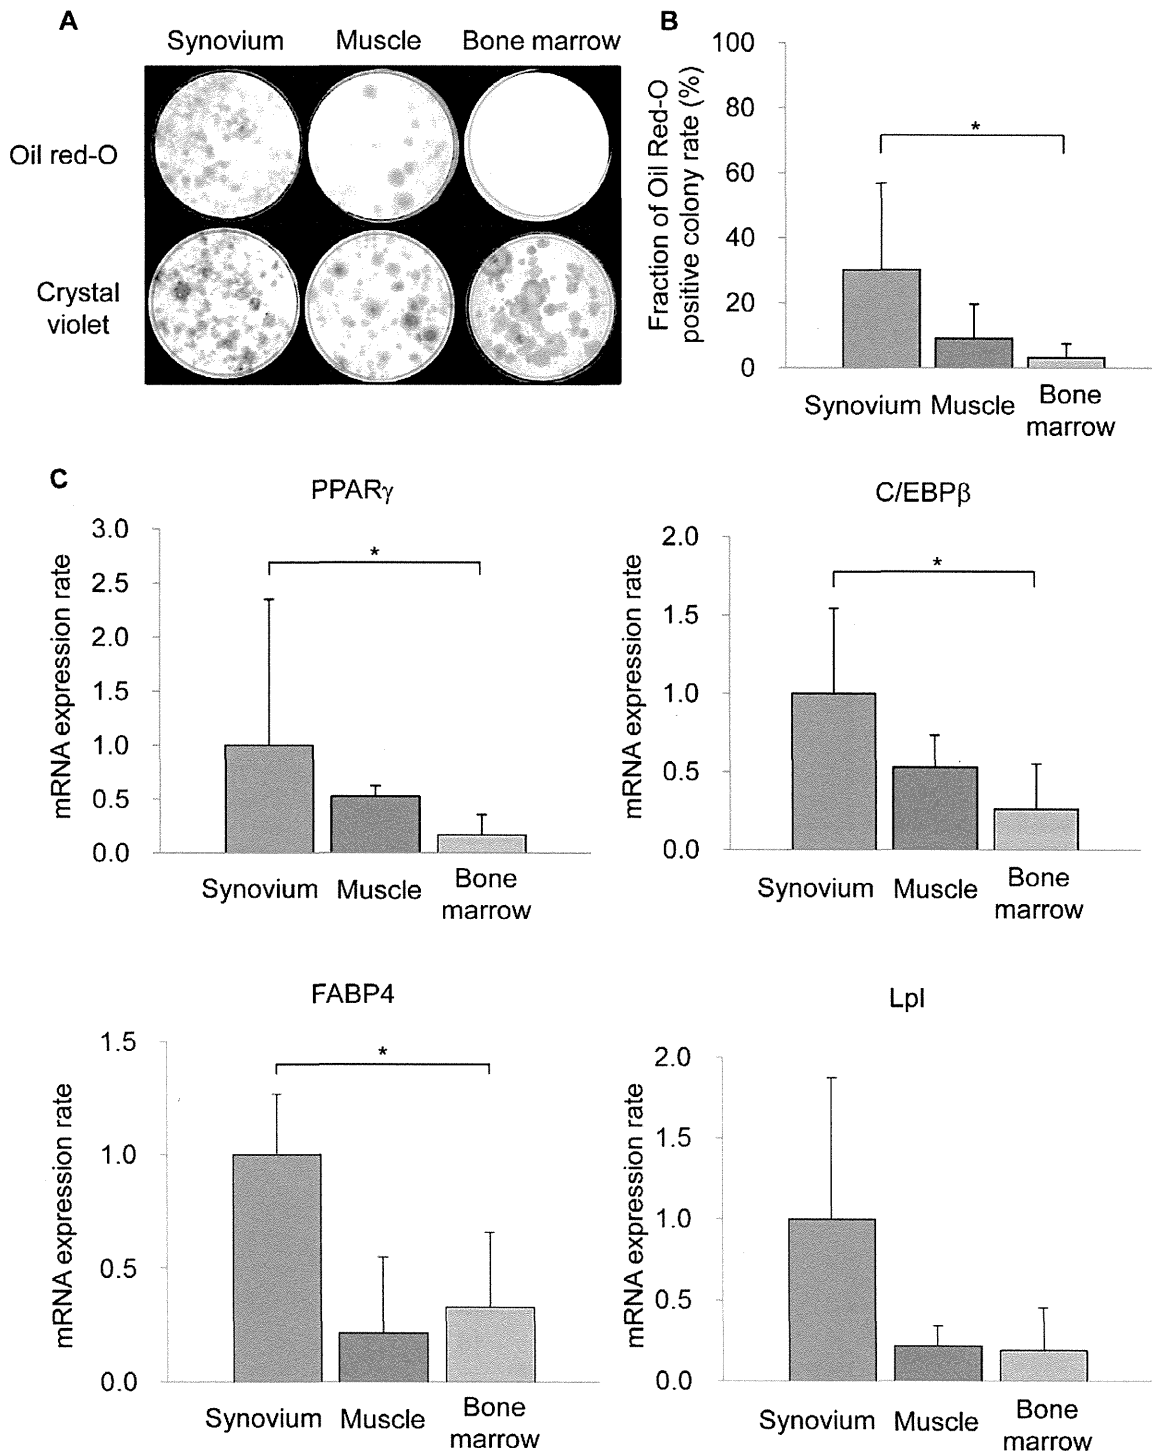 A
Synovium Muscle Bone marrow
Oil red-O
Crystal
violet
B
Fraction of Oil Red-O
positive colony rate (%)
100
80
60
40
20
0
*
Synovium Muscle Bone
marrow
C
PPARγ
mRNA expression rate
3.0
2.5
2.0
1.5
1.0
0.5
0.0
*
Synovium Muscle Bone
marrow
C/EBPβ
mRNA expression rate
2.0
1.5
1.0
0.5
0.0
*
Synovium Muscle Bone
marrow
FABP4
mRNA expression rate
1.5
1.0
0.5
0.0
*
Synovium Muscle Bone
marrow
Lpl
mRNA expression rate
2.0
1.5
1.0
0.5
0.0
Synovium Muscle Bone
marrow